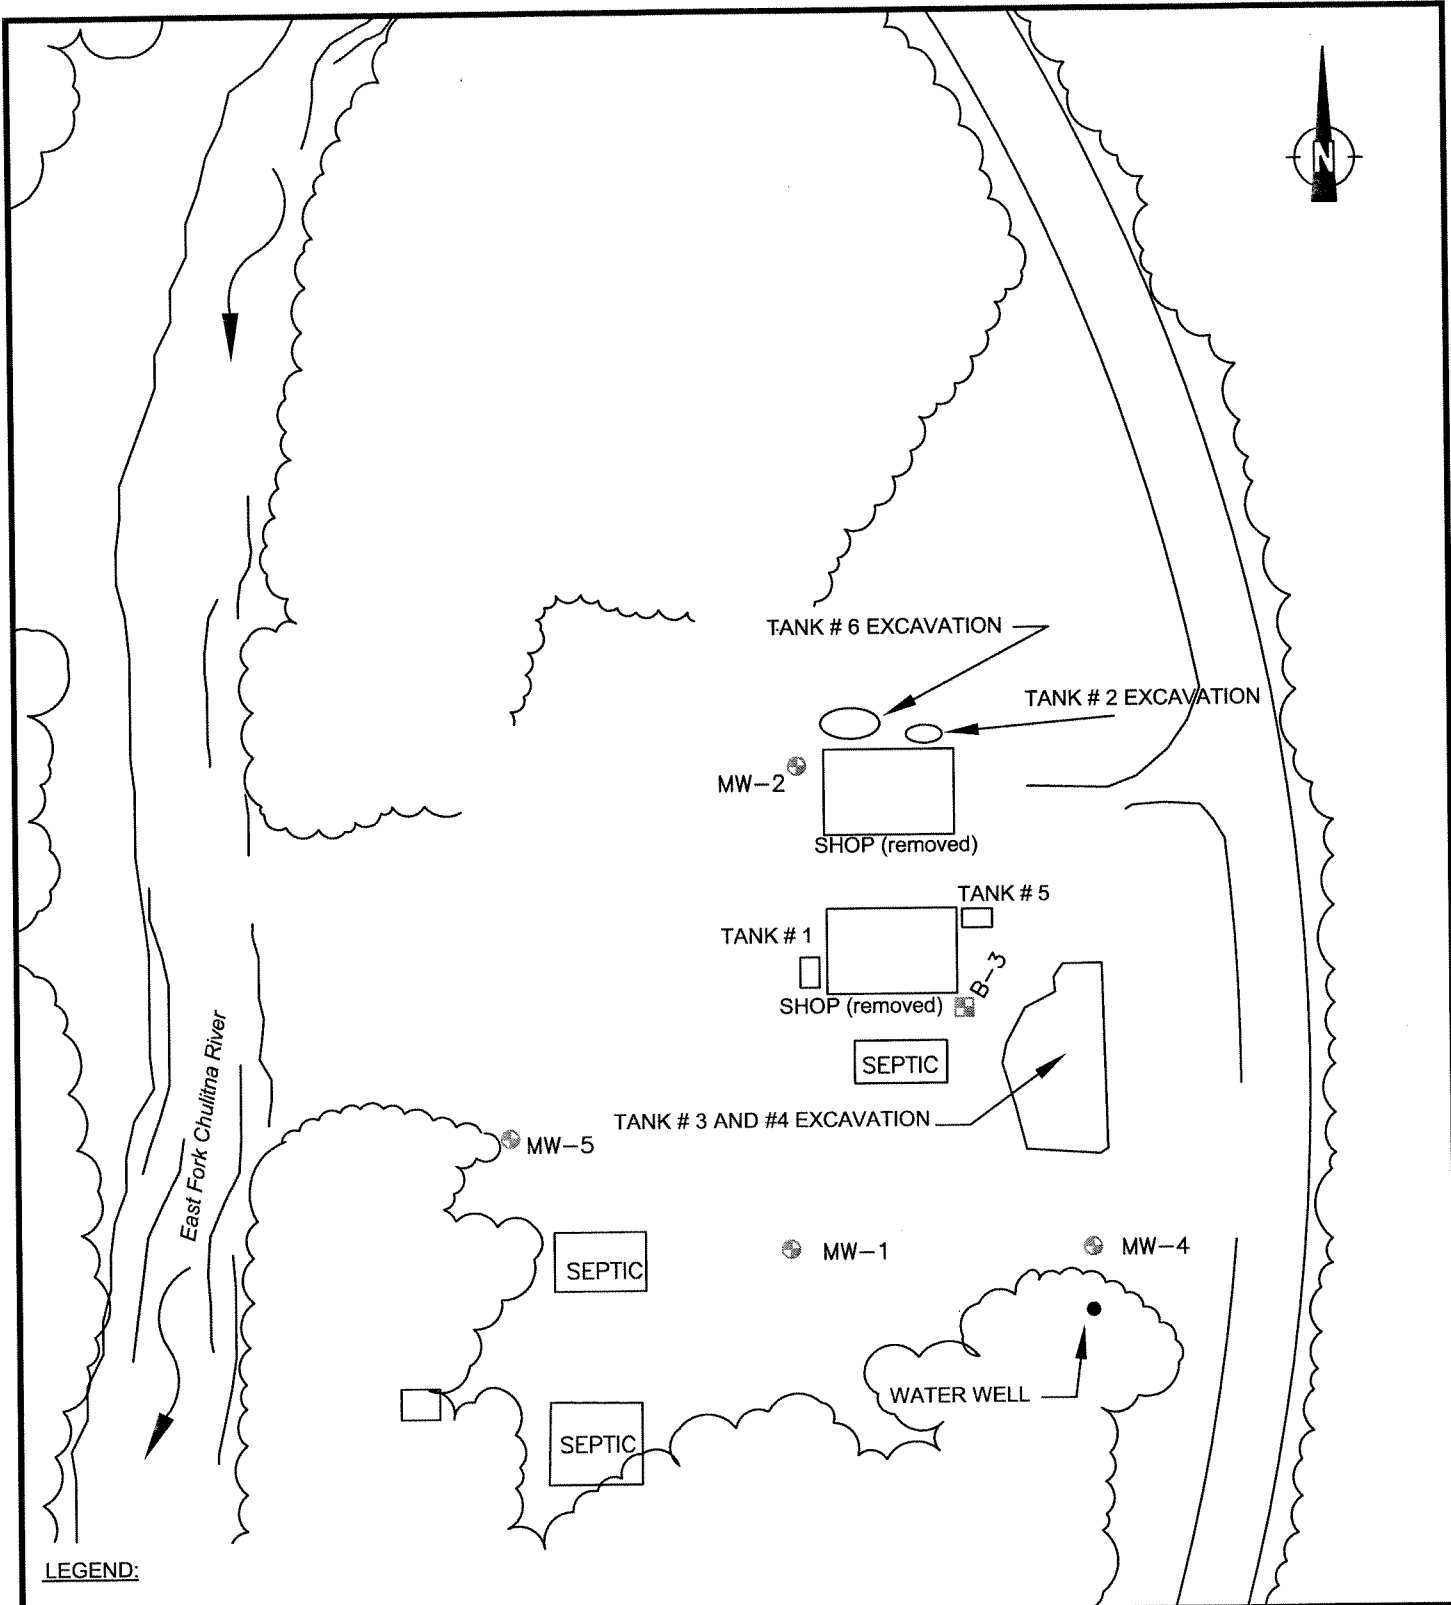 N
TANK # 6 EXCAVATION
TANK # 2 EXCAVATION
MW-2
SHOP (removed)
TANK # 5
TANK # 1
B-3
SHOP (removed)
SEPTIC
East Fork Chulitna River
TANK # 3 AND #4 EXCAVATION
MW-5
MW-1
MW-4
SEPTIC
WATER WELL
SEPTIC
LEGEND: